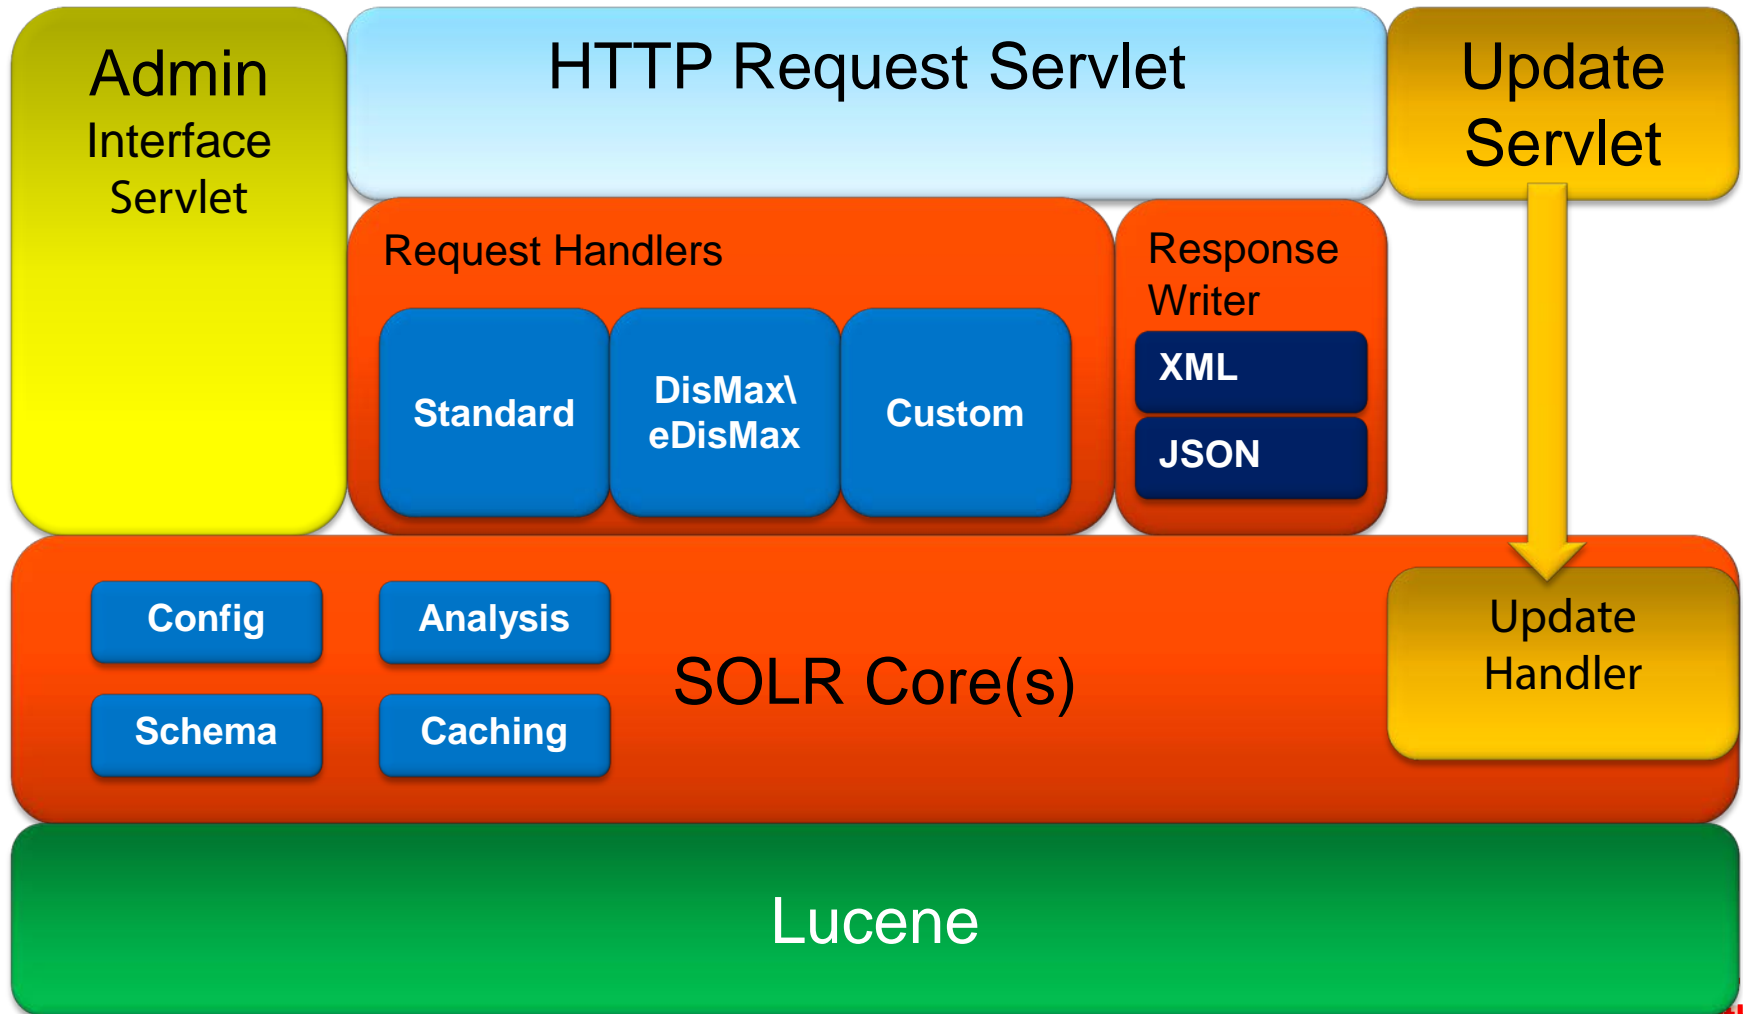 Admin
Interface
Servlet
HTTP Request Servlet
Update
Servlet
Request Handlers
Standard
DisMax\
eDisMax
Custom
Response
Writer
XML
JSON
Config
Analysis
Schema
Caching
SOLR Core(s)
Update
Handler
Lucene